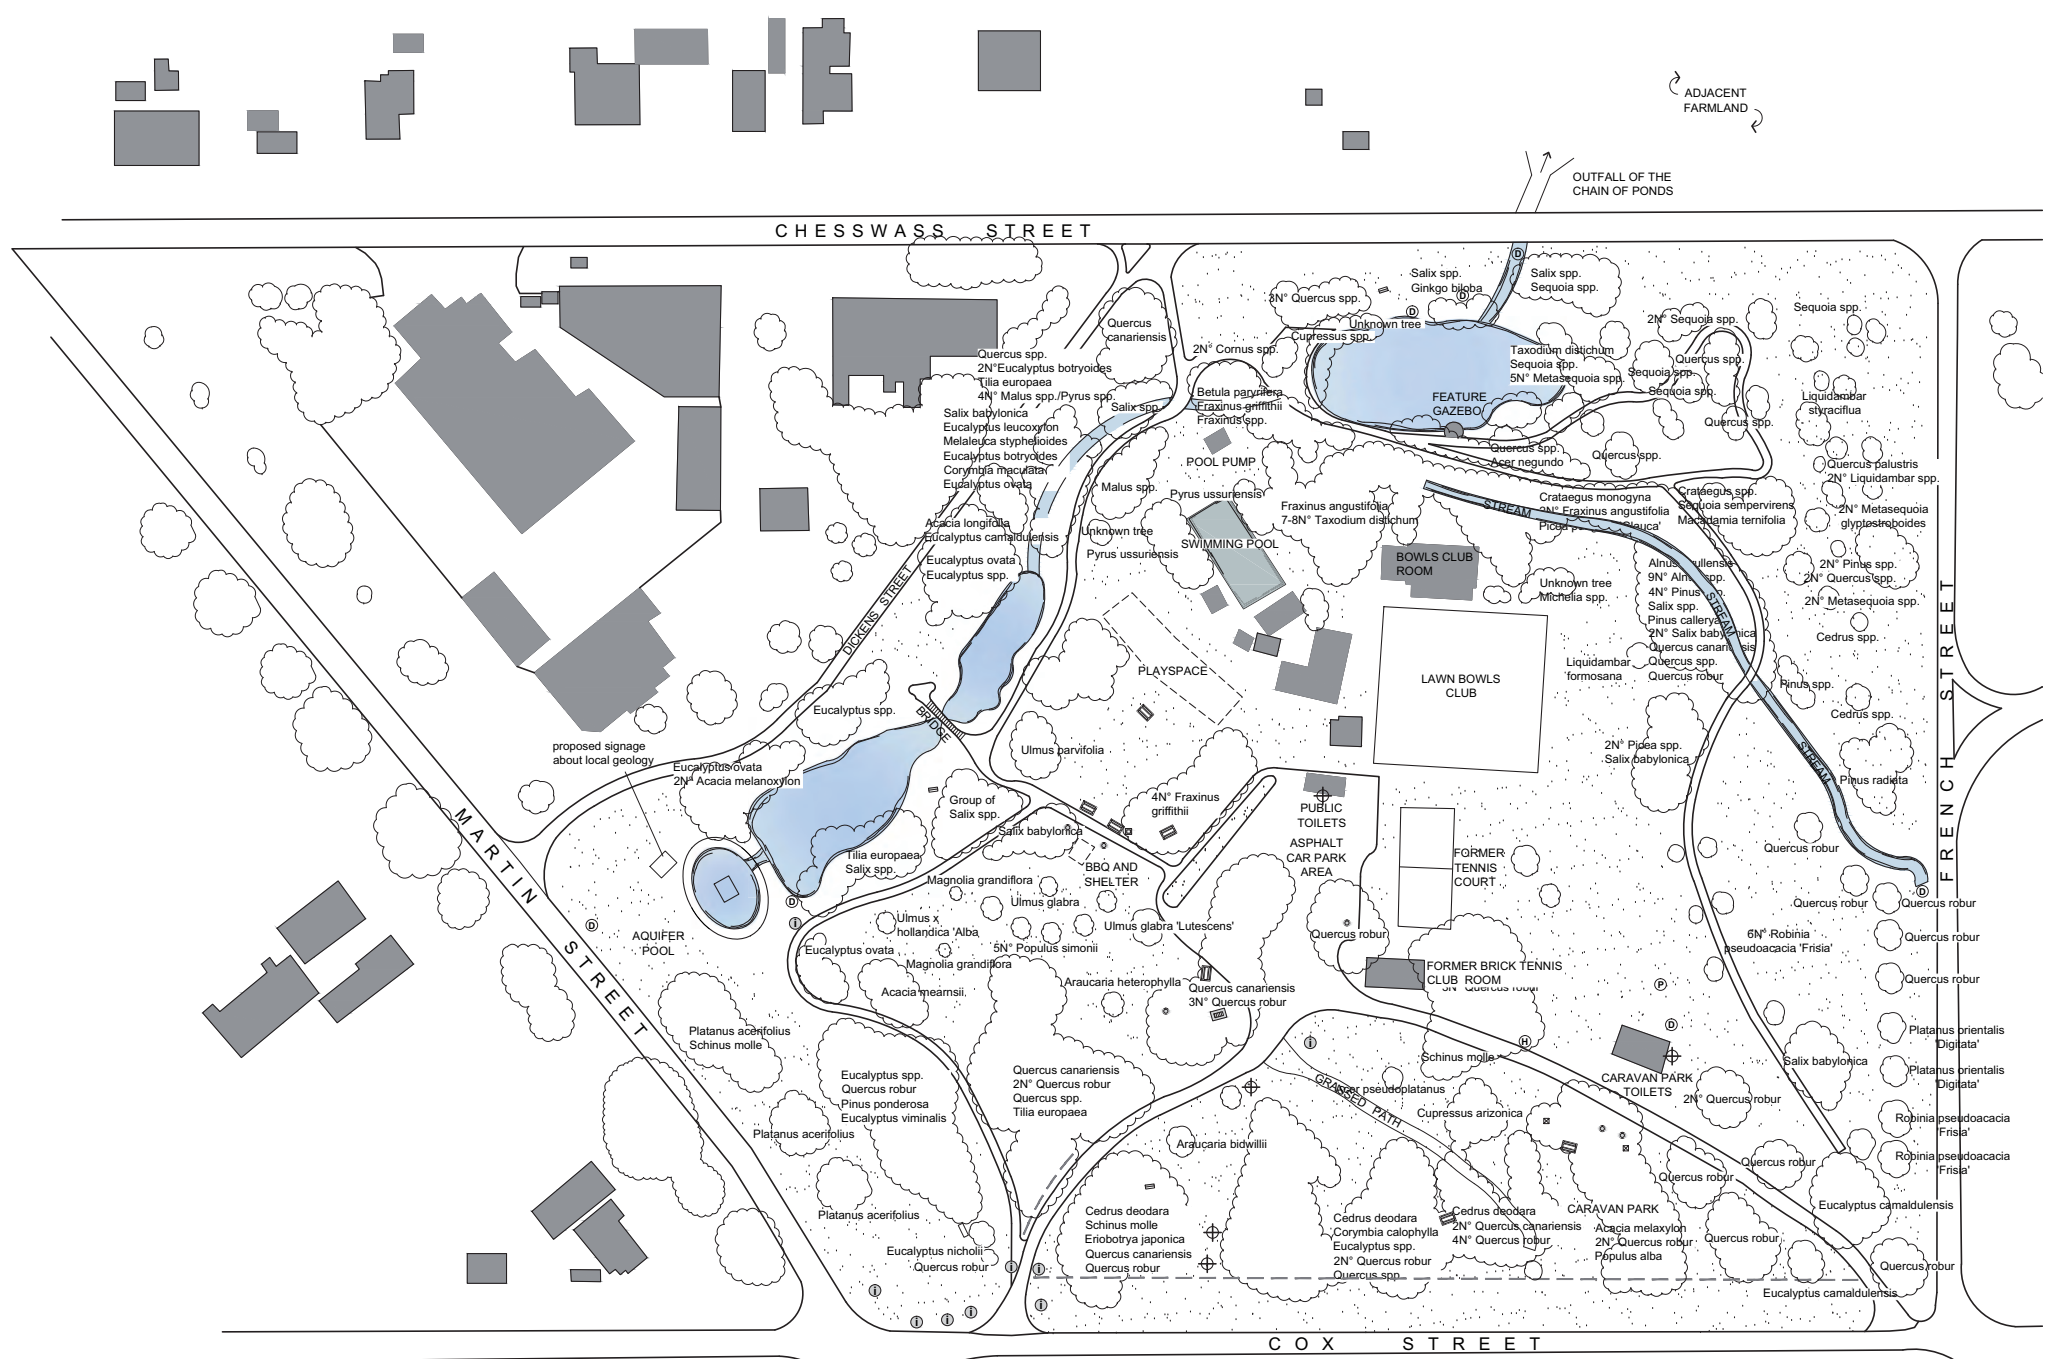 ADJACENT
FARMLAND
OUTFALL OF THE
CHAIN OF PONDS
CHESSWASS STREET
D
Salix spp.
Ginkgo biloba
D
D
Salix spp.
Sequoia spp.
3N° Quercus spp.
Unknown tree
Cupressus spp.
2N° Sequoia spp.
Sequoia spp.
Quercus
canariensis
2N° Cornus spp.
Taxodium distichum
Sequoia spp.
5N° Metasequoia spp.
Quercus spp.
Sequoia spp.
Sequoia spp.
Quercus spp.
2N°Eucalyptus botryoides
Tilia europaea
4N° Malus spp./Pyrus spp.
Salix spp.
Salix babylonica
Eucalyptus leucoxylon
Melaleuca styphelioides
Eucalyptus botryoides
Corymbia maculata
Eucalyptus ovata
Betula paryrifera
Fraxinus griffithii
Fraxinus spp.
FEATURE
GAZEBO
Liquidambar
styraciflua
Quercus spp.
Quercus spp.
Acer negundo
Quercus spp.
POOL PUMP
Quercus palustris
2N° Liquidambar spp.
Malus spp.
Pyrus ussuriensis
Fraxinus angustifolia
7-8N° Taxodium distichum
STREAM
Crataegus monogyna
2N° Fraxinus angustifolia
Crataegus spp.
Sequoia sempervirens
Macadamia ternifolia
2N° Metasequoia
glyptostroboides
Acacia longifolia
Eucalyptus camaldulensis
Unknown tree
Pyrus ussuriensis
SWIMMING POOL
BOWLS CLUB
ROOM
Eucalyptus ovata
Eucalyptus spp.
Unknown tree
Michelia spp.
9N° Alnus spp.
4N° Pinus spp.
Salix spp.
Pinus callerya
2N° Salix babylonica
Quercus canariensis
Quercus spp.
Quercus robur
STREAM
2N° Pinus spp.
2N° Quercus spp.
2N° Metasequoia spp.
Cedrus spp.
DICKENS STREET
PLAYSPACE
LAWN BOWLS
CLUB
Liquidambar
formosana
Pinus spp.
Cedrus spp.
FRENCH STREET
Eucalyptus spp.
BRIDGE
Ulmus parvifolia
2N° Picea spp.
Salix babylonica
STREAM
Pinus radiata
proposed signage
about local geology
Eucalyptus ovata
2N° Acacia melanoxylon
Group of
Salix spp.
Salix babylonica
4N° Fraxinus
griffithii
PUBLIC
TOILETS
ASPHALT
CAR PARK
AREA
FORMER
TENNIS
COURT
Quercus robur
MARTIN STREET
Tilia europaea
Salix spp.
BBQ AND
SHELTER
Magnolia grandiflora
Ulmus glabra
D
i
D
Quercus robur
D
Quercus robur
Ulmus x
hollandica 'Alba
Ulmus glabra 'Lutescens'
Quercus robur
6N° Robinia
pseudoacacia 'Frisia'
Quercus robur
AQUIFER
POOL
Eucalyptus ovata
5N° Populus simonii
Magnolia grandiflora
FORMER BRICK TENNIS
CLUB ROOM
3N° Quercus robur
Quercus robur
Acacia mearnsii
Araucaria heterophylla
Quercus canariensis
3N° Quercus robur
P
D
H
i
Platanus acerifolius
Schinus molle
Platanus orientalis
'Digitata'
Schinus molle
Salix babylonica
Eucalyptus spp.
Quercus robur
Pinus ponderosa
Eucalyptus viminalis
Quercus canariensis
2N° Quercus robur
Quercus spp.
Tilia europaea
GRASSED PATH
Acer pseudoplatanus
CARAVAN PARK
TOILETS
Platanus orientalis
'Digitata'
2N° Quercus robur
Cupressus arizonica
Robinia pseudoacacia
'Frisia'
Platanus acerifolius
Araucaria bidwillii
Robinia pseudoacacia
'Frisia'
Quercus robur
Quercus robur
Platanus acerifolius
Cedrus deodara
Schinus molle
Eriobotrya japonica
Quercus canariensis
Quercus robur
Cedrus deodara
Corymbia calophylla
Eucalyptus spp.
2N° Quercus robur
Quercus spp.
Cedrus deodara
2N° Quercus canariensis
4N° Quercus robur
CARAVAN PARK
Acacia melaxylon
2N° Quercus robur
Populus alba
Quercus robur
Eucalyptus camaldulensis
Eucalyptus nicholii
Quercus robur
Quercus robur
Eucalyptus camaldulensis
i
i
i
i
i
i
i
COX STREET